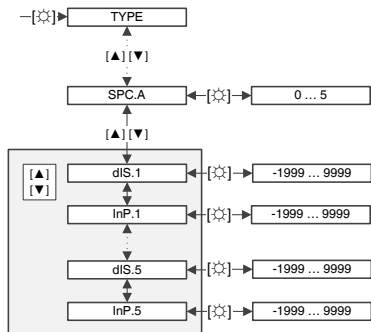 –[☼]→ TYPE
[▲] [▼]
SPC.A [☼] 0 ... 5
[▲] [▼]
[▲]
[▼]
dIS.1 [☼] -1999 ... 9999
InP.1 [☼] -1999 ... 9999
dIS.5 [☼] -1999 ... 9999
InP.5 [☼] -1999 ... 9999